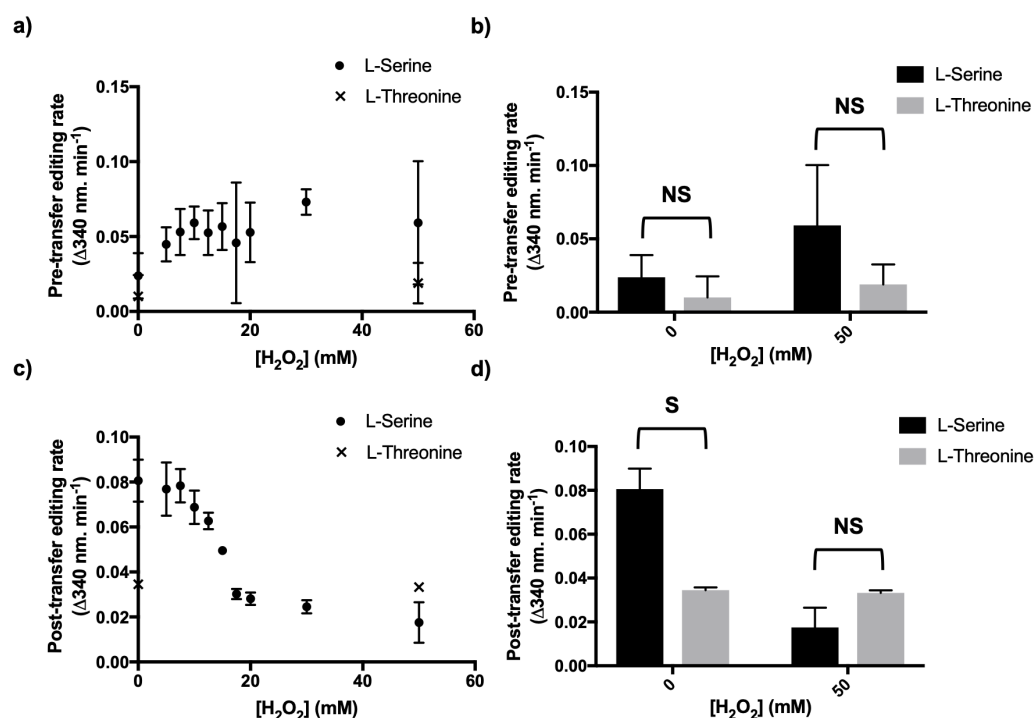 a)
L-Serine
L-Threonine
Pre-transfer editing rate
(Δ340 nm. min⁻¹)
0.15
0.10
0.05
0.00
0
20
40
60
[H₂O₂] (mM)
b)
L-Serine
L-Threonine
Pre-transfer editing rate
(Δ340 nm. min⁻¹)
0.15
0.10
0.05
0.00
NS
NS
0
50
[H₂O₂] (mM)
c)
L-Serine
L-Threonine
Post-transfer editing rate
(Δ340 nm. min⁻¹)
0.10
0.08
0.06
0.04
0.02
0.00
0
20
40
60
[H₂O₂] (mM)
d)
L-Serine
L-Threonine
Post-transfer editing rate
(Δ340 nm. min⁻¹)
0.10
0.08
0.06
0.04
0.02
0.00
S
NS
0
50
[H₂O₂] (mM)